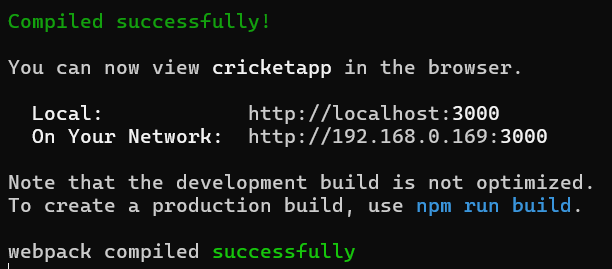 Compiled successfully!
You can now view cricketapp in the browser.
Local: http://localhost:3000
On Your Network: http://192.168.0.169:3000
Note that the development build is not optimized.
To create a production build, use npm run build.
webpack compiled successfully